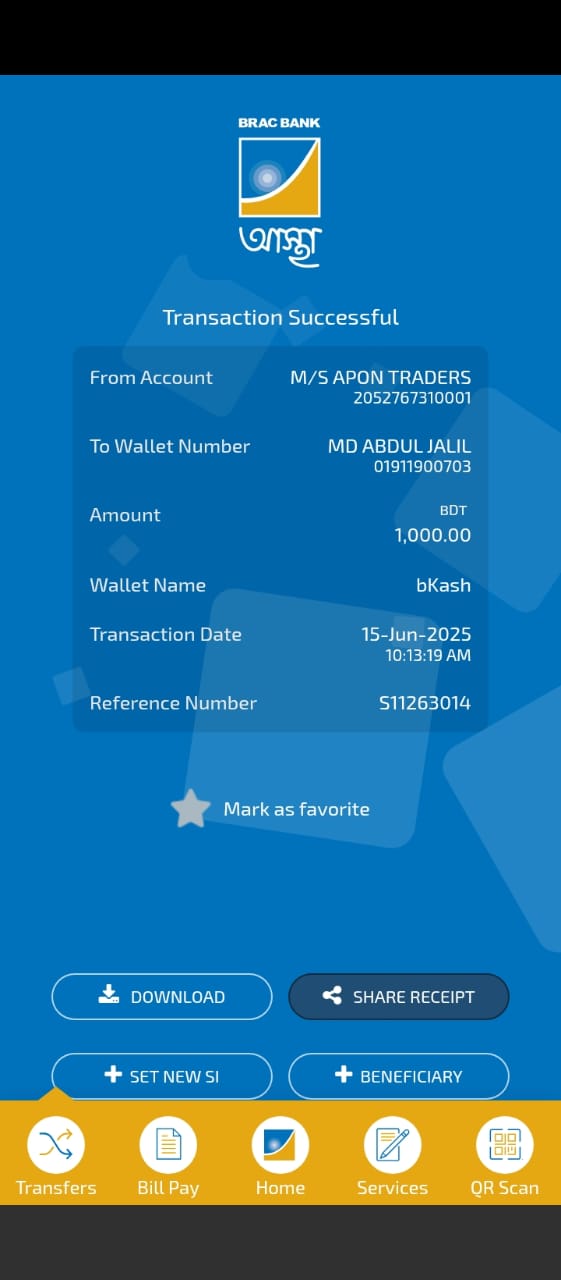 BRAC BANK
আস্থা
Transaction Successful
From Account M/S APON TRADERS
2052767310001
To Wallet Number MD ABDUL JALIL
01911900703
Amount BDT
1,000.00
Wallet Name bKash
Transaction Date 15-Jun-2025
10:13:19 AM
Reference Number S11263014
Mark as favorite
DOWNLOAD SHARE RECEIPT
SET NEW SI BENEFICIARY
Transfers Bill Pay Home Services QR Scan